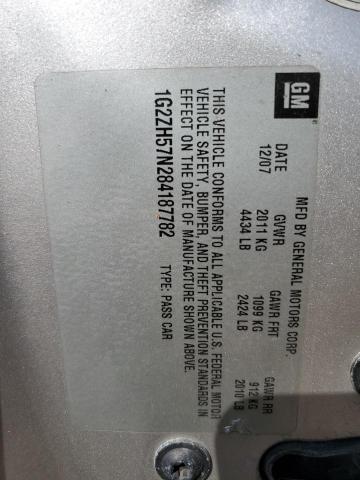 GM
MFD BY GENERAL MOTORS CORP.
DATE GVWR GAWR FRT GAWR RR
12/07 2011 KG 1099 KG 912 KG
4434 LB 2424 LB 2010 LB
THIS VEHICLE CONFORMS TO ALL APPLICABLE U.S. FEDERAL MOTOR
VEHICLE SAFETY, BUMPER, AND THEFT PREVENTION STANDARDS IN
EFFECT ON THE DATE OF MANUFACTURE SHOWN ABOVE.
1G2ZH57N284187782 TYPE: PASS CAR